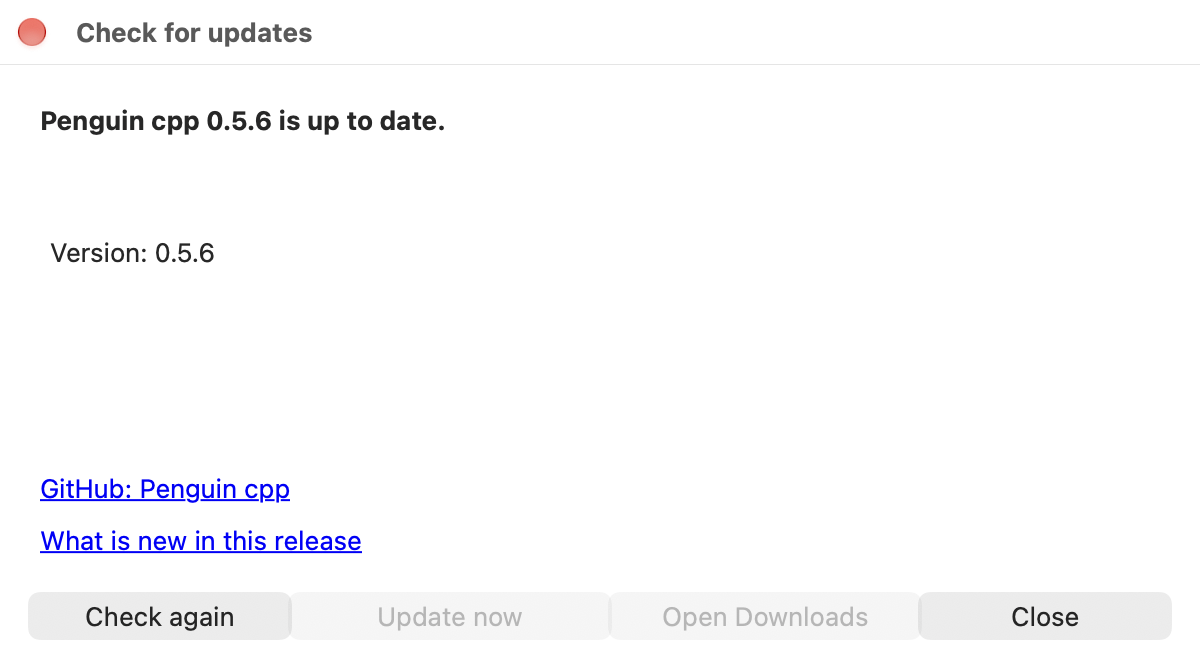 Check for updates
Penguin cpp 0.5.6 is up to date.
Version: 0.5.6
GitHub: Penguin cpp
What is new in this release
Check again
Update now
Open Downloads
Close